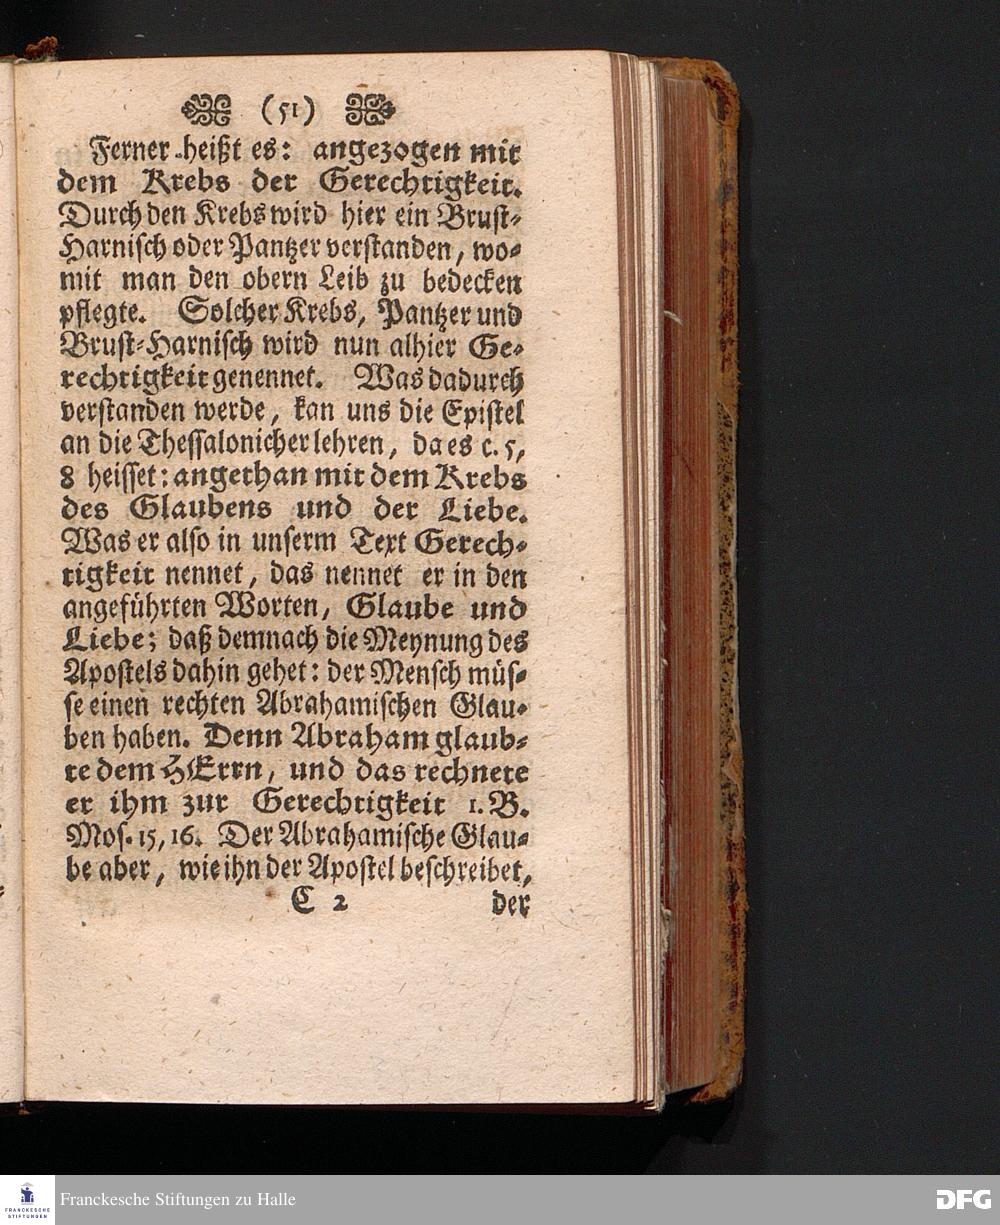 (51)
Ferner heißt es: angezogen mit
dem Krebs der Gerechtigkeit.
Durch den Krebs wird hier ein Brust-
Harnisch oder Pantzer verstanden, wo-
mit man den obern Leib zu bedecken
pflegte. Solcher Krebs, Pantzer und
Brust-Harnisch wird nun alhier Ge-
rechtigkeit genennet. Was dadurch
verstanden werde, kan uns die Epistel
an die Thessalonicher lehren, da es c. 5,
8 heisset: angethan mit dem Krebs
des Glaubens und der Liebe.
Was er also in unserm Text Gerech-
tigkeit nennet, das nennet er in den
angeführten Worten, Glaube und
Liebe; daß demnach die Meynung des
Apostels dahin gehet: der Mensch müs-
se einen rechten Abrahamischen Glau-
ben haben. Denn Abraham glaub-
te dem HErrn, und das rechnete
er ihm zur Gerechtigkeit 1. B.
Mos. 15, 16. Der Abrahamische Glau-
be aber, wie ihn der Apostel beschreibet,
C 2 der
FRANCKESCHE
STIFTUNGEN
Franckesche Stiftungen zu Halle
DFG